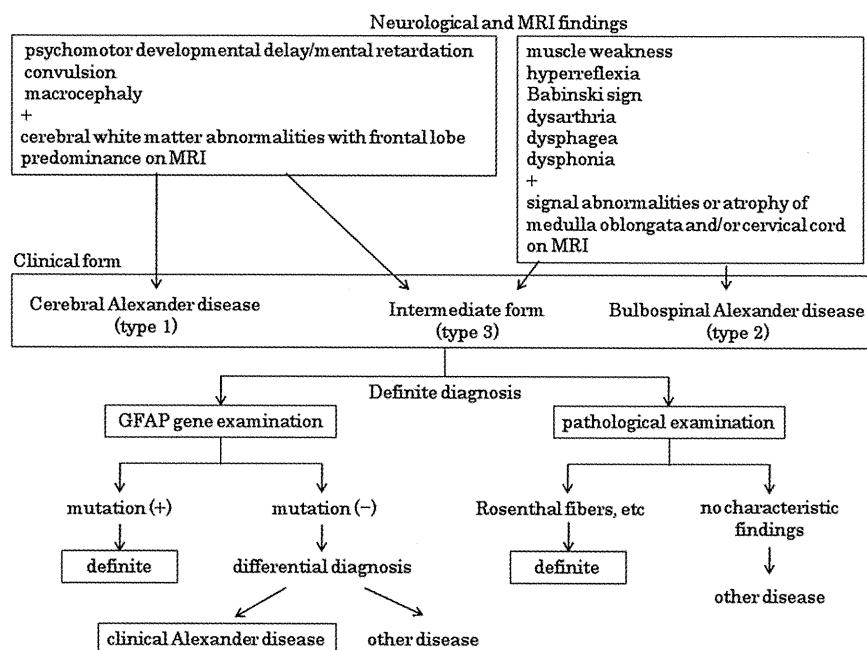 Neurological and MRI findings
psychomotor developmental delay/mental retardation
convulsion
macrocephaly
+
cerebral white matter abnormalities with frontal lobe
predominance on MRI
muscle weakness
hyperreflexia
Babinski sign
dysarthria
dysphagea
dysphonia
+
signal abnormalities or atrophy of
medulla oblongata and/or cervical cord
on MRI
Clinical form
Cerebral Alexander disease
(type 1)
Intermediate form
(type 3)
Bulbospinal Alexander disease
(type 2)
Definite diagnosis
GFAP gene examination
pathological examination
mutation (+)
mutation (−)
Rosenthal fibers, etc
no characteristic
findings
definite
differential diagnosis
definite
other disease
clinical Alexander disease
other disease